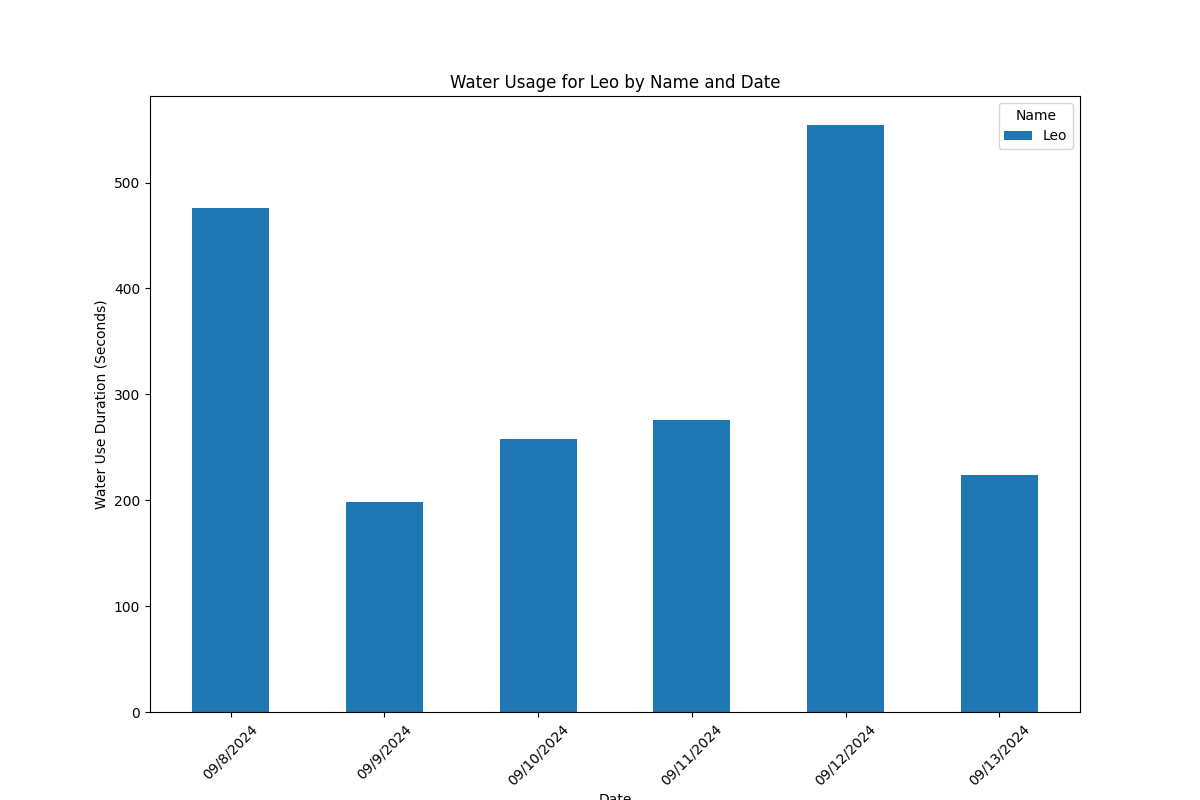 Water Usage for Leo by Name and Date
Name
Leo
Water Use Duration (Seconds)
500
400
300
200
100
0
09/8/2024
09/9/2024
09/10/2024
09/11/2024
09/12/2024
09/13/2024
Date